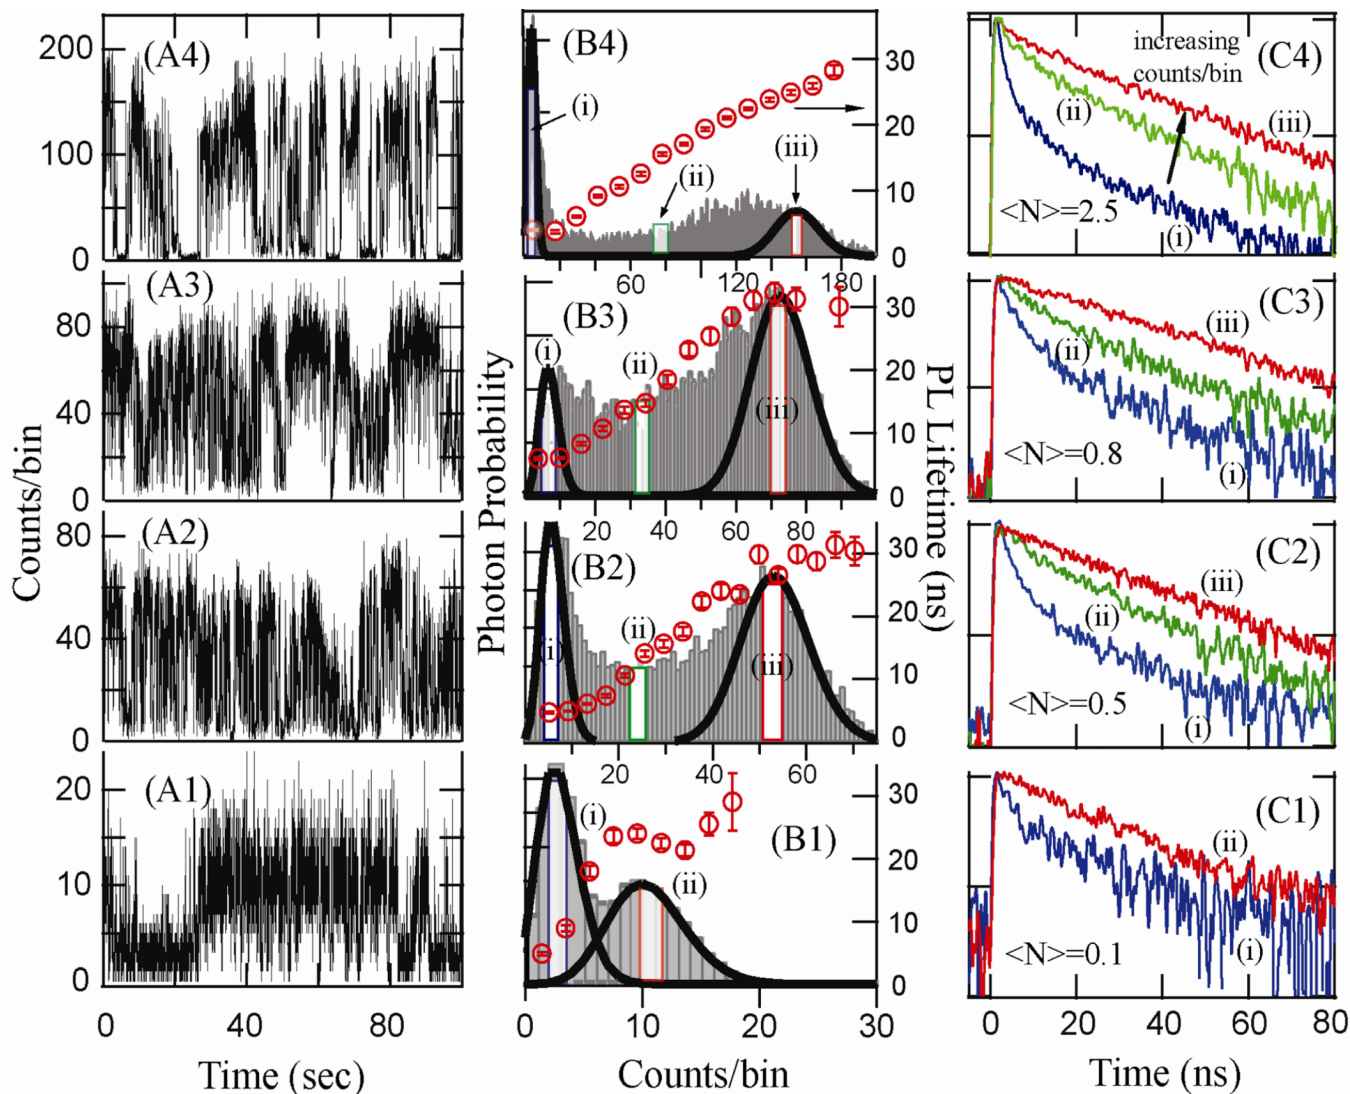 (A4)
200
100
0
(A3)
80
40
0
(A2)
80
40
0
(A1)
20
10
0
0
40
80
Counts/bin
Time (sec)
(B4)
(i)
(ii)
(iii)
30
20
10
0
60
120
180
(B3)
(i)
(ii)
(iii)
30
20
10
0
20
40
60
80
(B2)
(i)
(ii)
(iii)
30
20
10
0
20
40
60
(B1)
(i)
(ii)
30
20
10
0
0
10
20
30
Photon Probability
PL Lifetime (ns)
Counts/bin
increasing
counts/bin
(C4)
(ii)
(iii)
<N>=2.5
(i)
(C3)
(iii)
(ii)
<N>=0.8
(i)
(C2)
(iii)
(ii)
<N>=0.5
(i)
(C1)
(ii)
<N>=0.1
(i)
0
20
40
60
80
Time (ns)